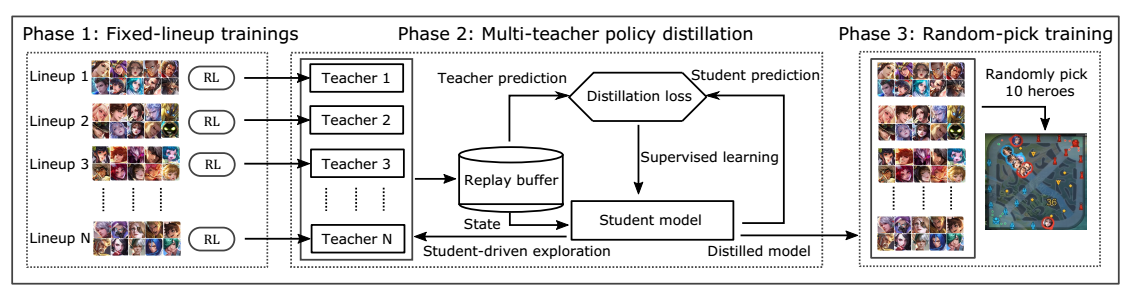 Phase 1: Fixed-lineup trainings
Lineup 1
RL
Lineup 2
RL
Lineup 3
RL
Lineup N
RL
Phase 2: Multi-teacher policy distillation
Teacher 1
Teacher 2
Teacher 3
Teacher N
Teacher prediction
Student prediction
Distillation loss
Supervised learning
Replay buffer
State
Student model
Student-driven exploration
Distilled model
Phase 3: Random-pick training
Randomly pick
10 heroes
36